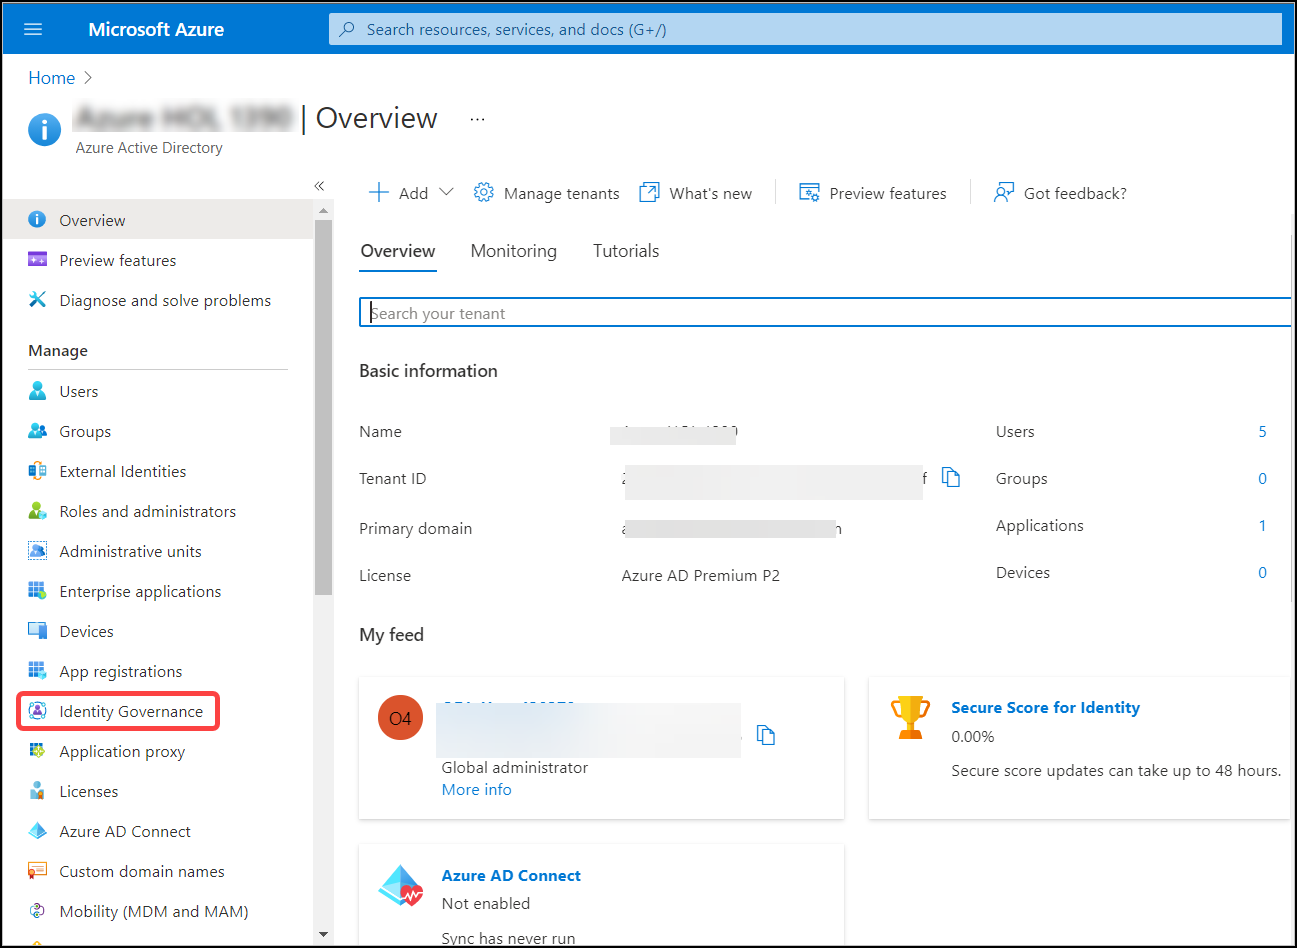 Microsoft Azure
Search resources, services, and docs (G+/)
Home
| Overview ...
Azure Active Directory
Add
Manage tenants
What's new
Preview features
Got feedback?
Overview
Preview features
Diagnose and solve problems
Manage
Users
Groups
External Identities
Roles and administrators
Administrative units
Enterprise applications
Devices
App registrations
Identity Governance
Application proxy
Licenses
Azure AD Connect
Custom domain names
Mobility (MDM and MAM)
Overview
Monitoring
Tutorials
Search your tenant
Basic information
Name
Tenant ID
Primary domain
License
Azure AD Premium P2
Users 5
Groups 0
Applications 1
Devices 0
My feed
O4
Global administrator
More info
Secure Score for Identity
0.00%
Secure score updates can take up to 48 hours.
Azure AD Connect
Not enabled
Sync has never run